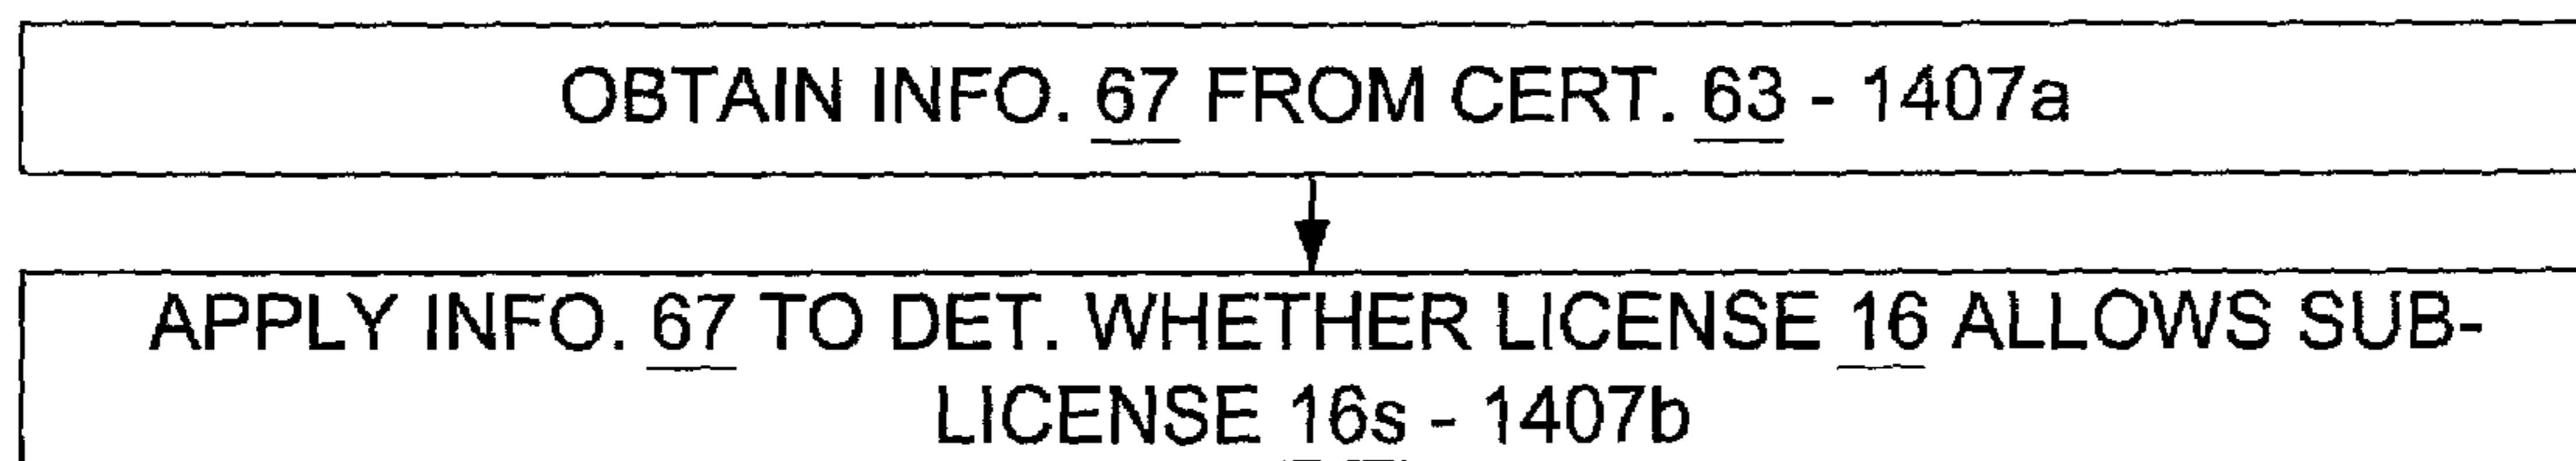 OBTAIN INFO. 67 FROM CERT. 63 - 1407a
APPLY INFO. 67 TO DET. WHETHER LICENSE 16 ALLOWS SUB-
LICENSE 16s - 1407b